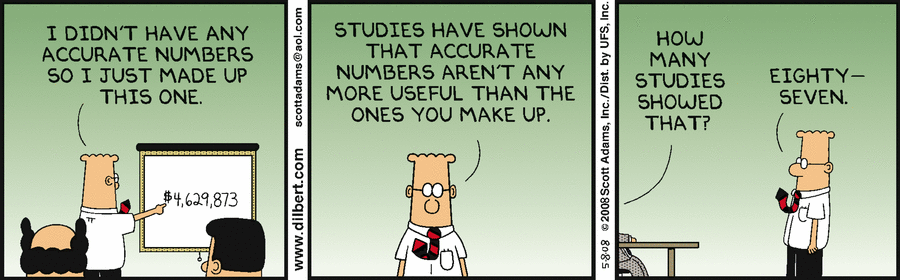 I DIDN'T HAVE ANY
ACCURATE NUMBERS
SO I JUST MADE UP
THIS ONE.
$4,629,873
www.dilbert.com
scottadams@aol.com
STUDIES HAVE SHOWN
THAT ACCURATE
NUMBERS AREN'T ANY
MORE USEFUL THAN THE
ONES YOU MAKE UP.
5-8-08 © 2008 Scott Adams, Inc./Dist. by UFS, Inc.
HOW
MANY
STUDIES
SHOWED
THAT?
EIGHTY—
SEVEN.